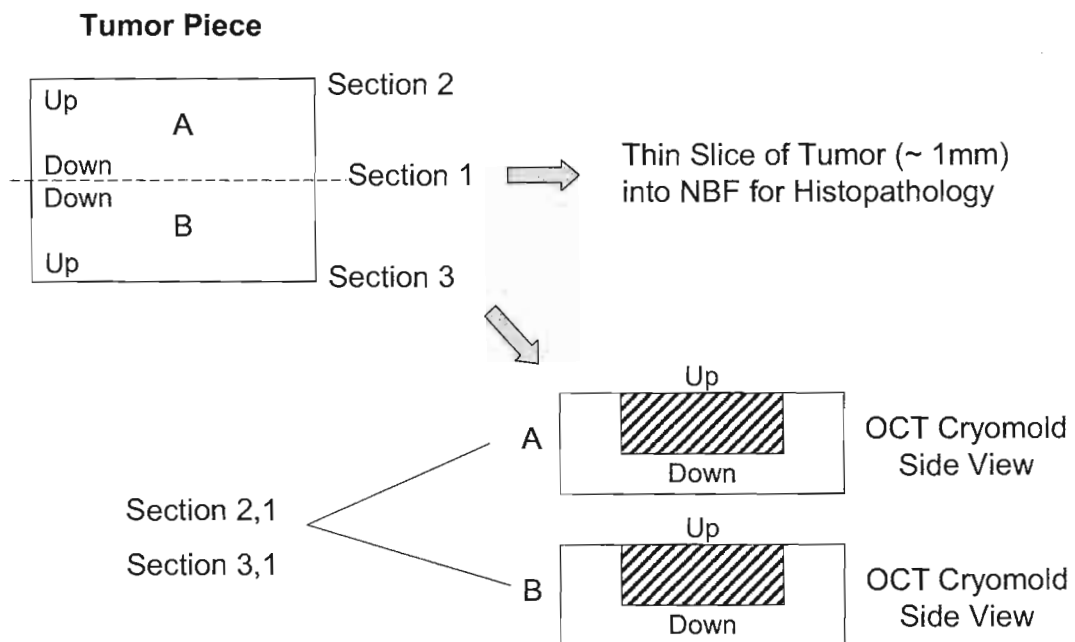 Tumor Piece
Section 2
Up
A
Down
Section 1
Down
B
Up
Section 3
Thin Slice of Tumor (~ 1mm)
into NBF for Histopathology
Up
A
Down
OCT Cryomold
Side View
Section 2,1
Section 3,1
Up
B
Down
OCT Cryomold
Side View